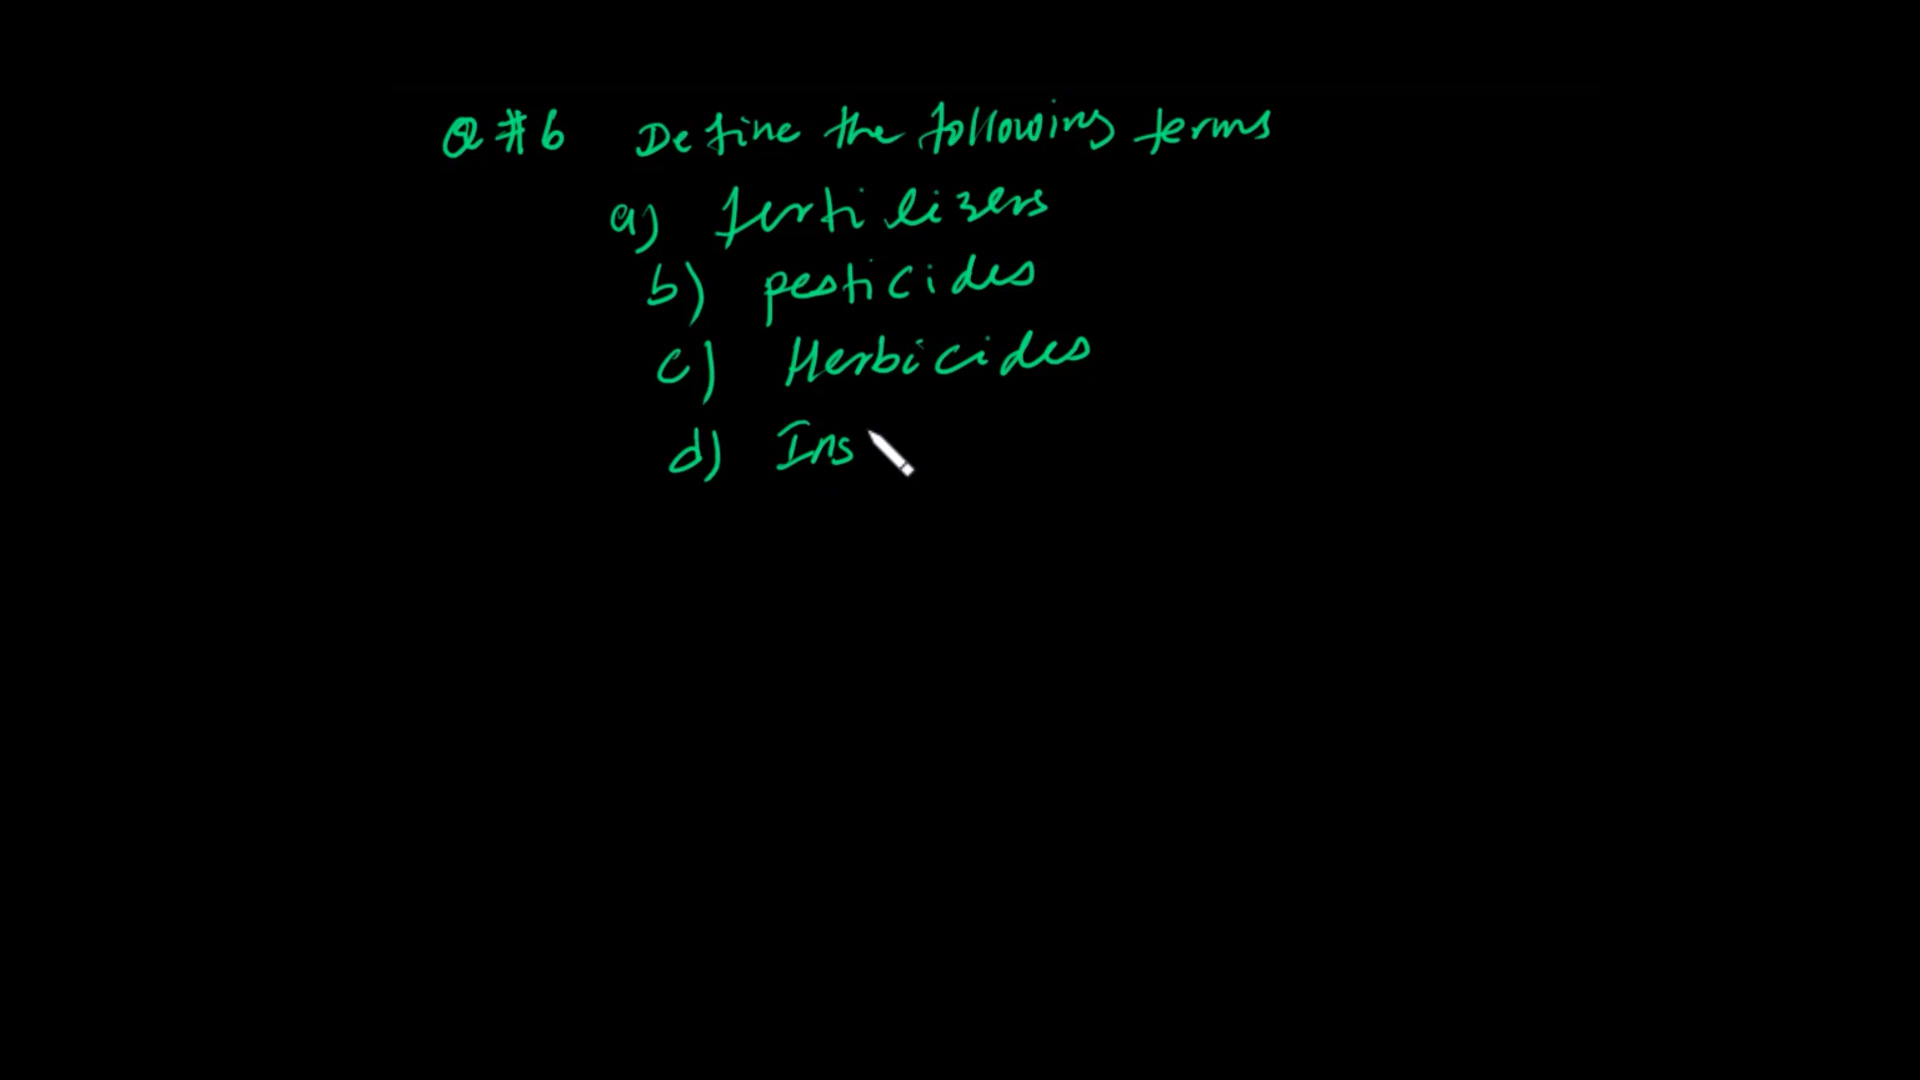 Q#6 Define the following terms
a) fertilizers
b) pesticides
c) Herbicides
d) Ins